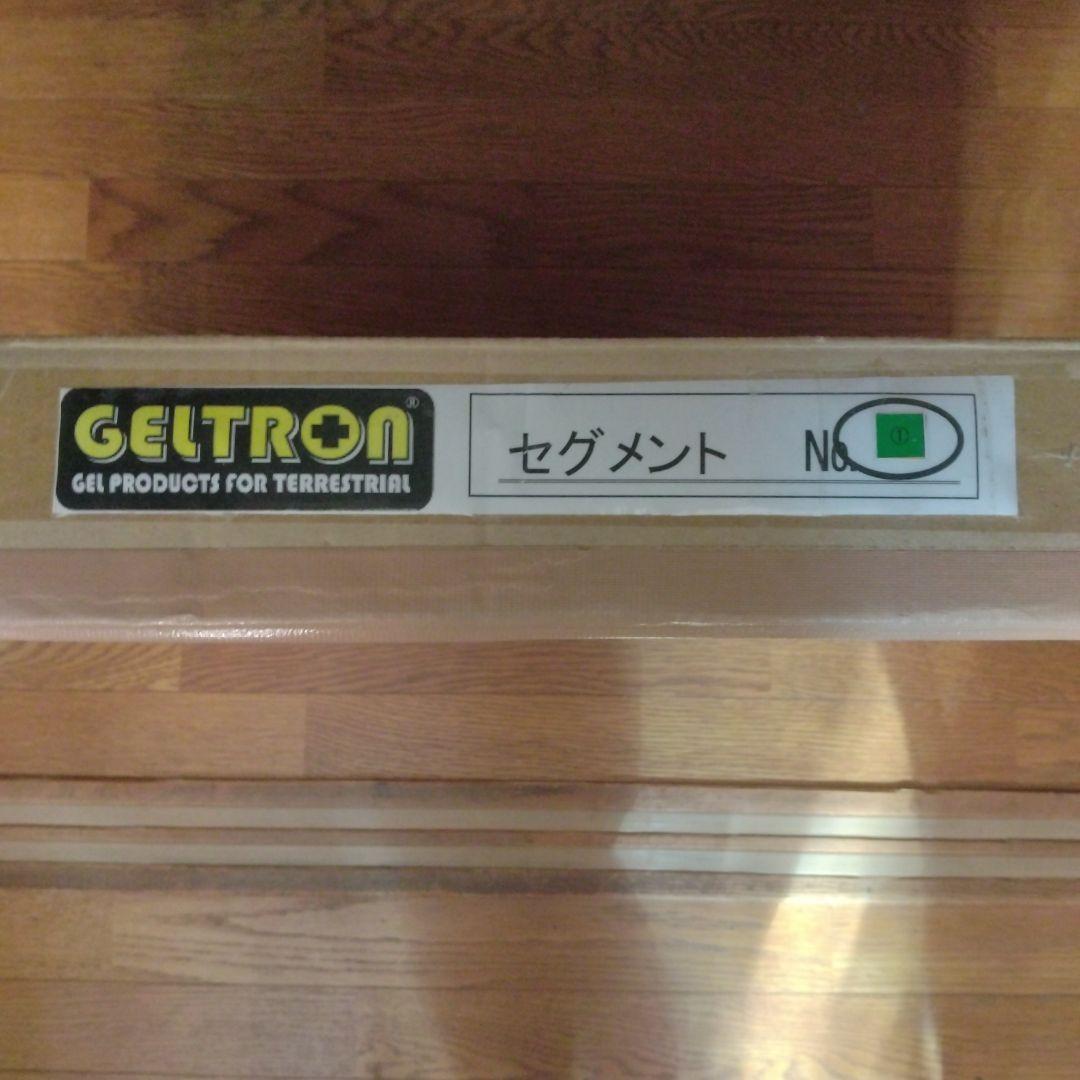 GELTRON®
GEL PRODUCTS FOR TERRESTRIAL
セグメント No. ①